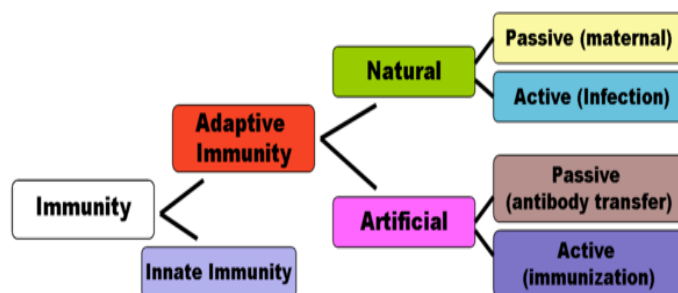 Passive (maternal)
Natural
Active (Infection)
Adaptive
Immunity
Passive
(antibody transfer)
Immunity
Artificial
Active
(immunization)
Innate Immunity